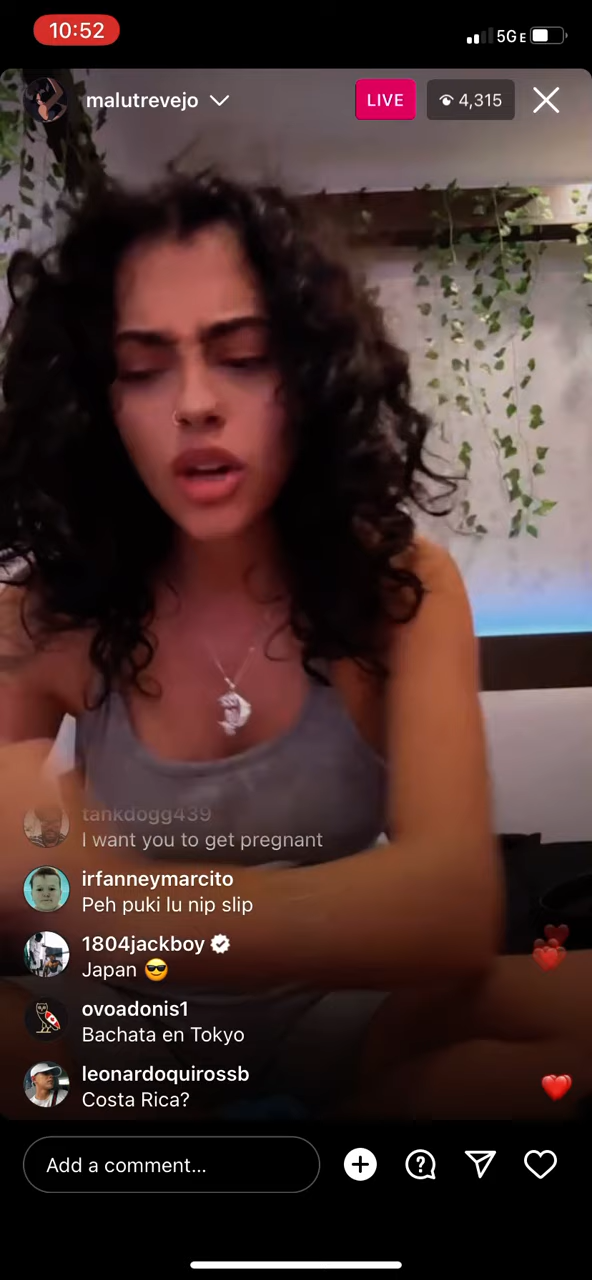 10:52
5GE
malutrevejo
LIVE
4,315
tankdogg439
I want you to get pregnant
irfanneymarcito
Peh puki lu nip slip
1804jackboy
Japan 😎
ovoadonis1
Bachata en Tokyo
leonardoquirossb
Costa Rica?
Add a comment...